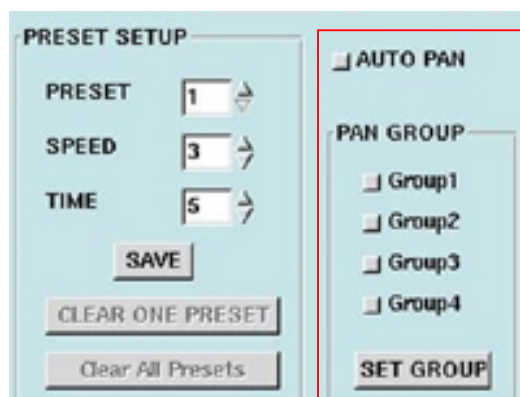 PRESET SETUP
PRESET 1
SPEED 3
TIME 5
SAVE
CLEAR ONE PRESET
Clear All Presets
AUTO PAN
PAN GROUP
Group1
Group2
Group3
Group4
SET GROUP